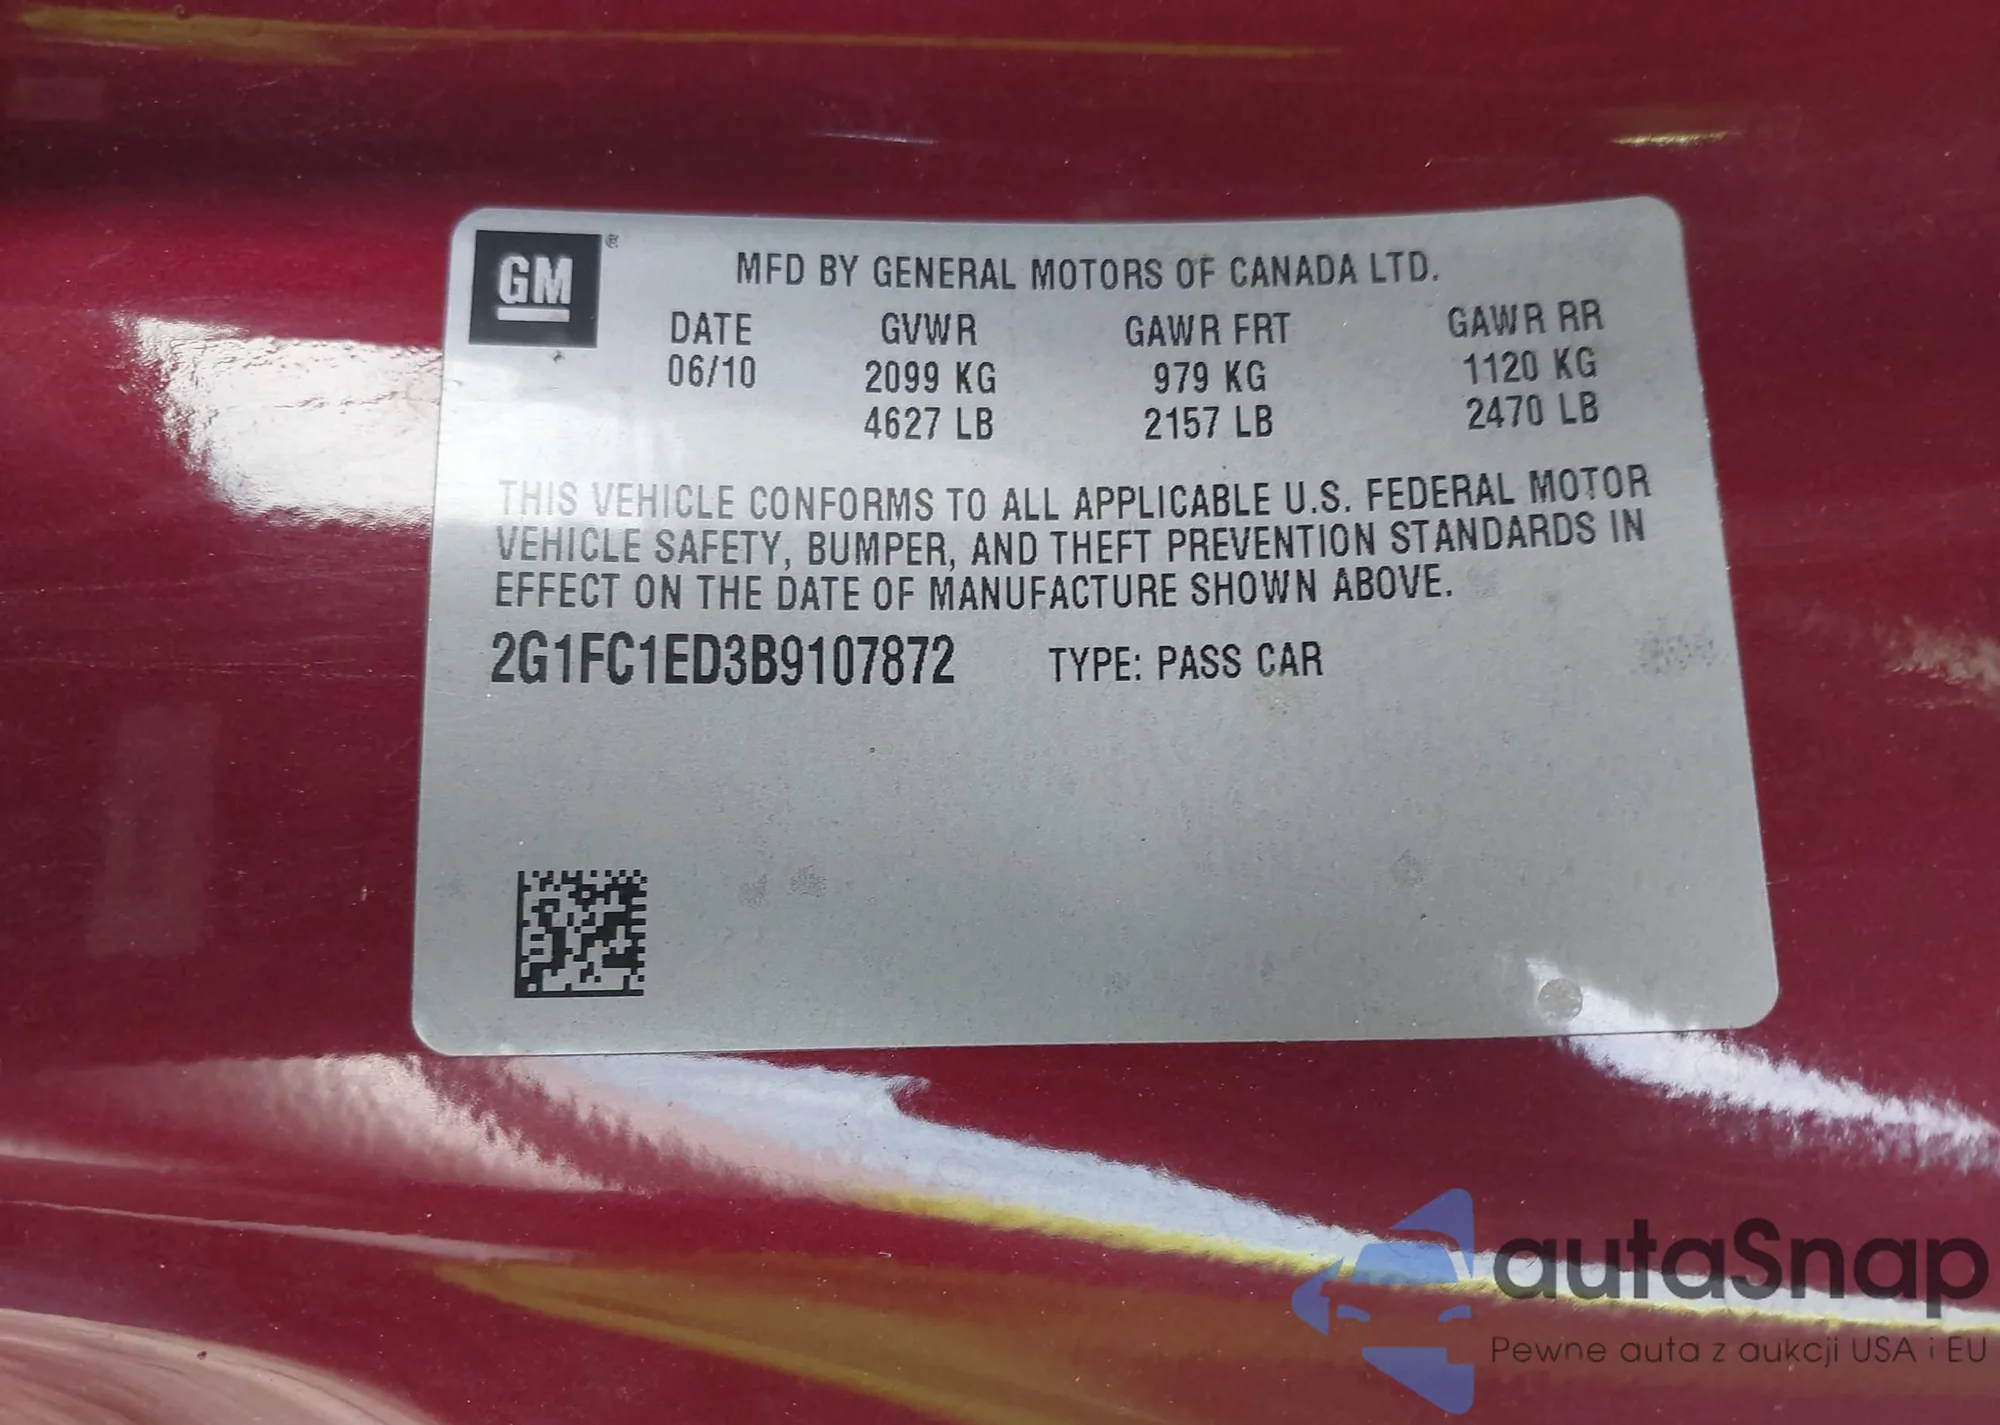 GM®
MFD BY GENERAL MOTORS OF CANADA LTD.
DATE GVWR GAWR FRT GAWR RR
06/10 2099 KG 979 KG 1120 KG
4627 LB 2157 LB 2470 LB
THIS VEHICLE CONFORMS TO ALL APPLICABLE U.S. FEDERAL MOTOR
VEHICLE SAFETY, BUMPER, AND THEFT PREVENTION STANDARDS IN
EFFECT ON THE DATE OF MANUFACTURE SHOWN ABOVE.
2G1FC1ED3B9107872 TYPE: PASS CAR
autaSnap
Pewne auta z aukcji USA i EU